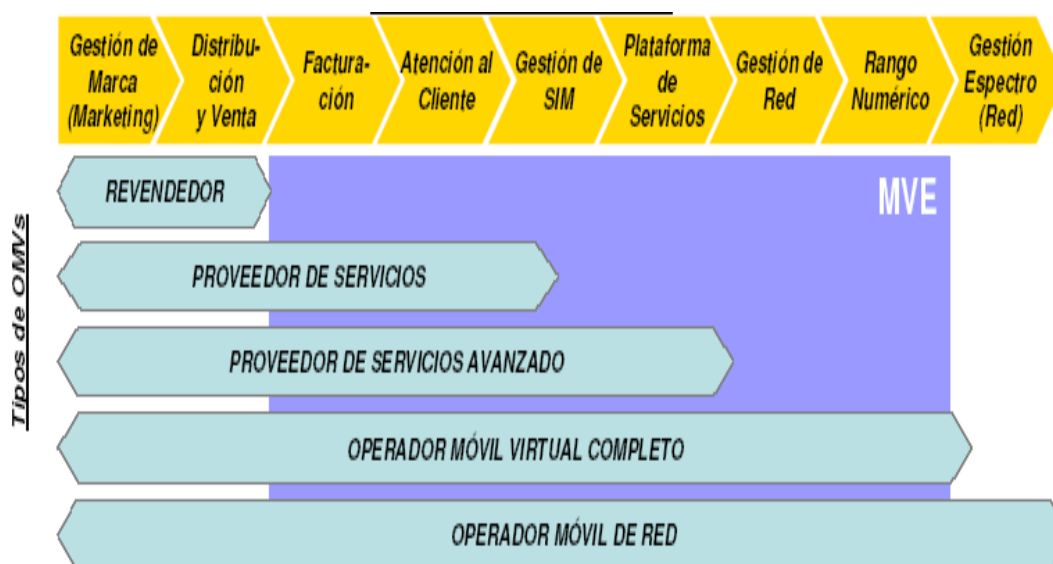 Gestión de
Marca
(Marketing)
Distribu-
ción
y Venta
Factura-
ción
Atención al
Cliente
Gestión de
SIM
Plataforma
de
Servicios
Gestión de
Red
Rango
Numérico
Gestión
Espectro
(Red)
Tipos de OMVs
REVENDEDOR
MVE
PROVEEDOR DE SERVICIOS
PROVEEDOR DE SERVICIOS AVANZADO
OPERADOR MÓVIL VIRTUAL COMPLETO
OPERADOR MÓVIL DE RED